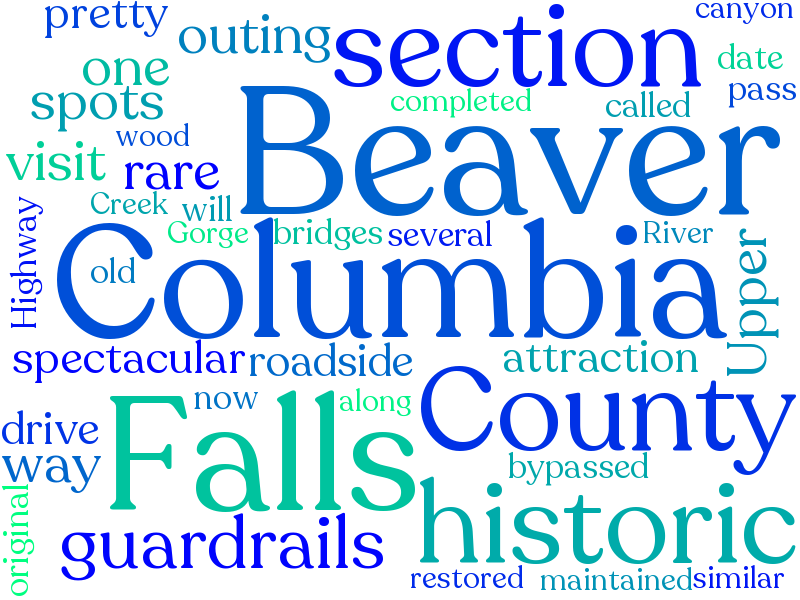 pretty
canyon
outing
section
one
date
spots
completed
called
pass
wood
Beaver
visit
rare
Creek
will
Highway
Gorge
bridges
several
River
old
Columbia
Upper
spectacular
roadside
attraction
now
along
County
drive
way
Falls
bypassed
original
guardrails
historic
restored
maintained
similar